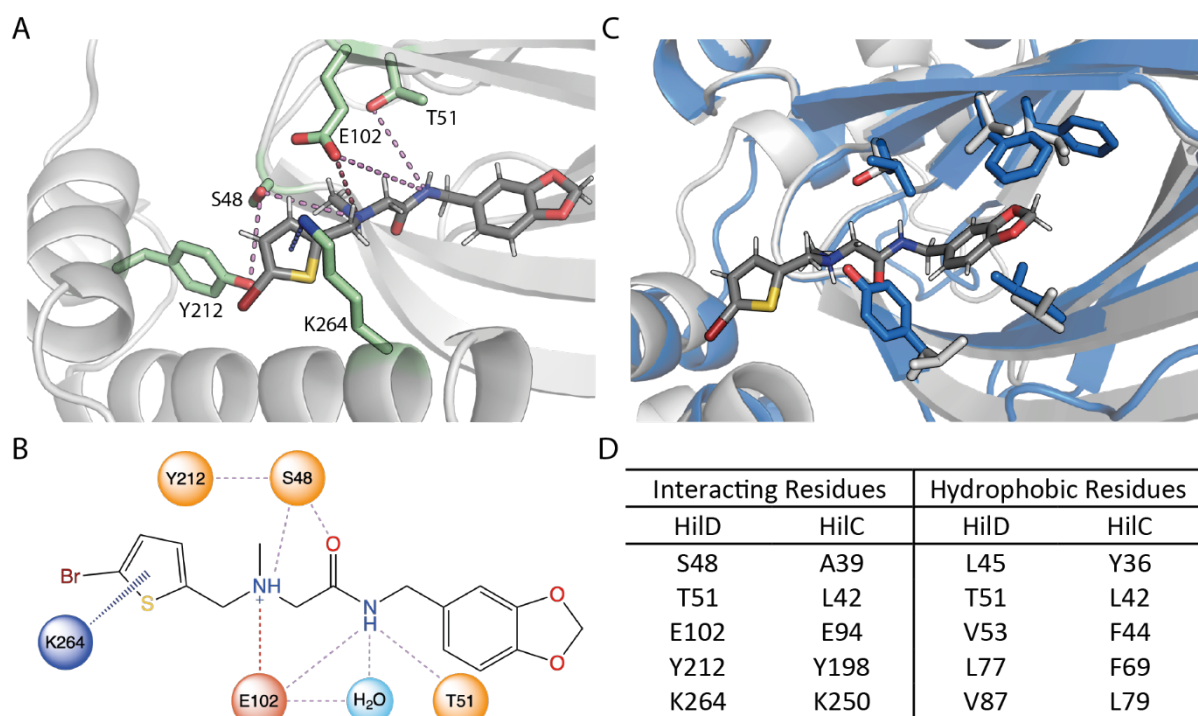 A
E102
T51
S48
Y212
K264
C
B
Y212
S48
O
Br
S
NH
+
N
H
O
O
K264
E102
H₂O
T51
D
Interacting Residues Hydrophobic Residues
HilD HilC HilD HilC
S48 A39 L45 Y36
T51 L42 T51 L42
E102 E94 V53 F44
Y212 Y198 L77 F69
K264 K250 V87 L79